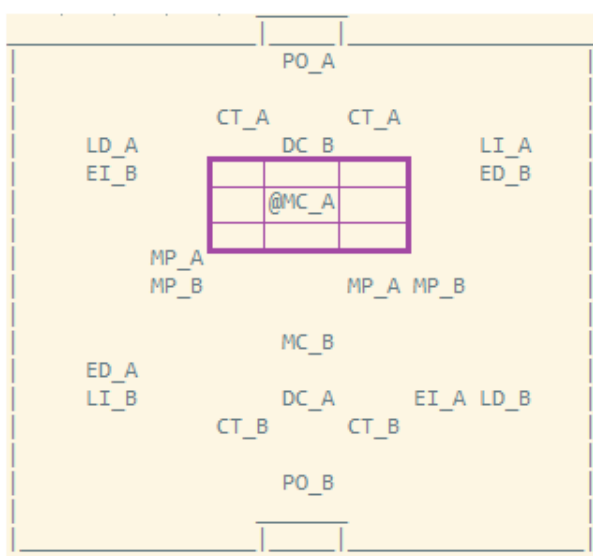 PO_A
CT_A CT_A
LD_A DC_B LI_A
EI_B ED_B
@MC_A
MP_A
MP_B MP_A MP_B
MC_B
ED_A
LI_B DC_A EI_A LD_B
CT_B CT_B
PO_B